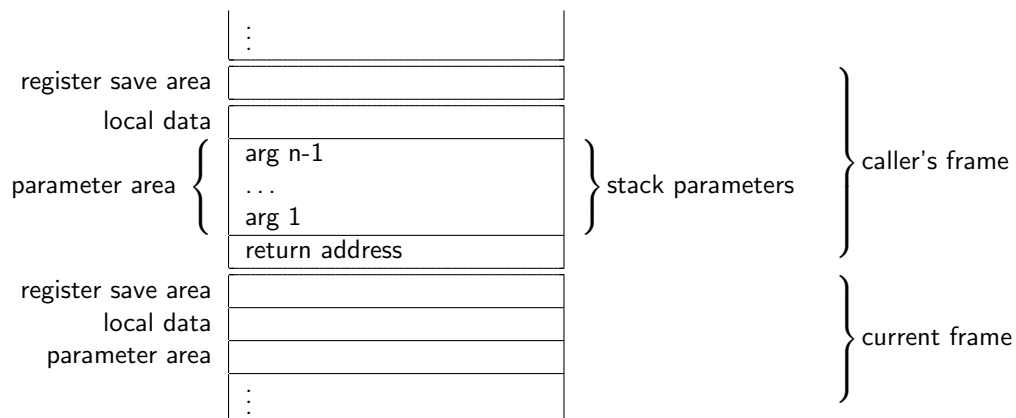 ⋮
register save area
local data
arg n-1
parameter area ... stack parameters
caller's frame
arg 1
return address
register save area
local data
current frame
parameter area
⋮